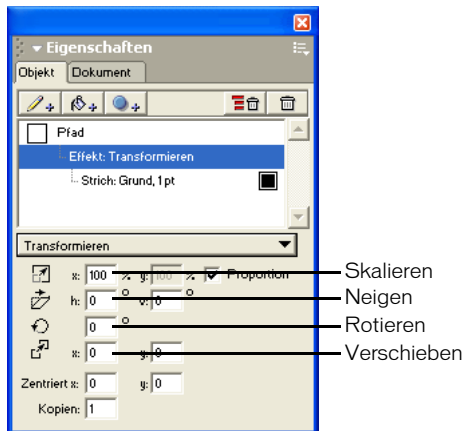 Eigenschaften
Objekt Dokument
Pfad
Effekt: Transformieren
Strich: Grund, 1 pt
Transformieren
x: 100 % y: 100 % Proportion Skalieren
h: 0 ° v: 0 ° Neigen
0 ° Rotieren
x: 0 y: 0 Verschieben
Zentriert x: 0 y: 0
Kopien: 1